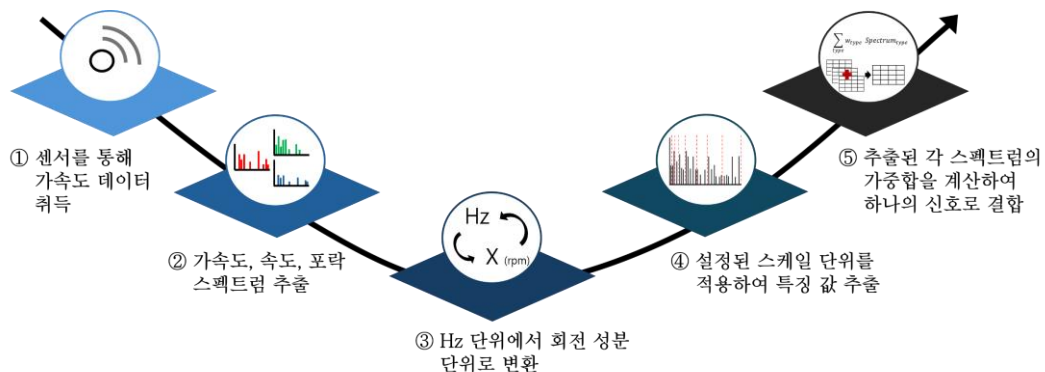 ∑ type w_type Spectrum_type
① 센서를 통해
가속도 데이터
취득
② 가속도, 속도, 포락
스펙트럼 추출
Hz
X (rpm)
③ Hz 단위에서 회전 성분
단위로 변환
④ 설정된 스케일 단위를
적용하여 특징 값 추출
⑤ 추출된 각 스펙트럼의
가중합을 계산하여
하나의 신호로 결합